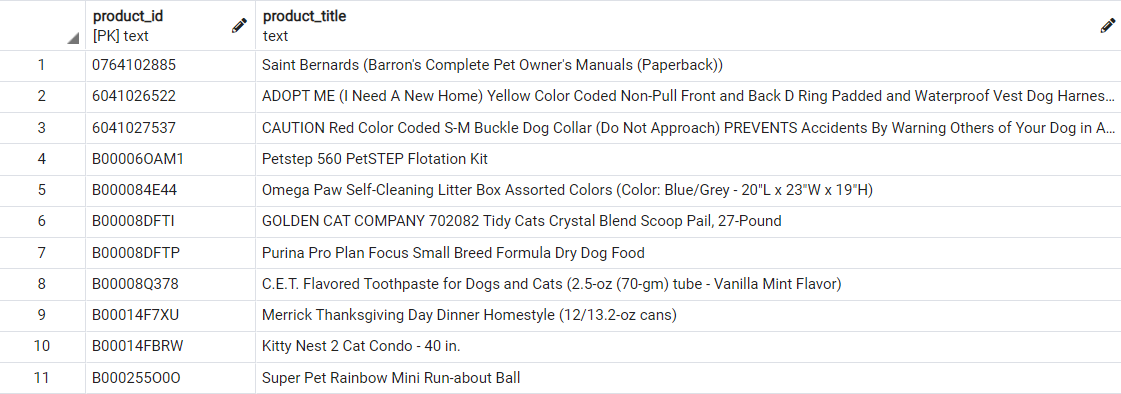 product_id product_title
[PK] text text
1 0764102885 Saint Bernards (Barron's Complete Pet Owner's Manuals (Paperback))
2 6041026522 ADOPT ME (I Need A New Home) Yellow Color Coded Non-Pull Front and Back D Ring Padded and Waterproof Vest Dog Harnes...
3 6041027537 CAUTION Red Color Coded S-M Buckle Dog Collar (Do Not Approach) PREVENTS Accidents By Warning Others of Your Dog in A...
4 B00006OAM1 Petstep 560 PetSTEP Flotation Kit
5 B000084E44 Omega Paw Self-Cleaning Litter Box Assorted Colors (Color: Blue/Grey - 20"L x 23"W x 19"H)
6 B00008DFTI GOLDEN CAT COMPANY 702082 Tidy Cats Crystal Blend Scoop Pail, 27-Pound
7 B00008DFTP Purina Pro Plan Focus Small Breed Formula Dry Dog Food
8 B00008Q378 C.E.T. Flavored Toothpaste for Dogs and Cats (2.5-oz (70-gm) tube - Vanilla Mint Flavor)
9 B00014F7XU Merrick Thanksgiving Day Dinner Homestyle (12/13.2-oz cans)
10 B00014FBRW Kitty Nest 2 Cat Condo - 40 in.
11 B000255O0O Super Pet Rainbow Mini Run-about Ball